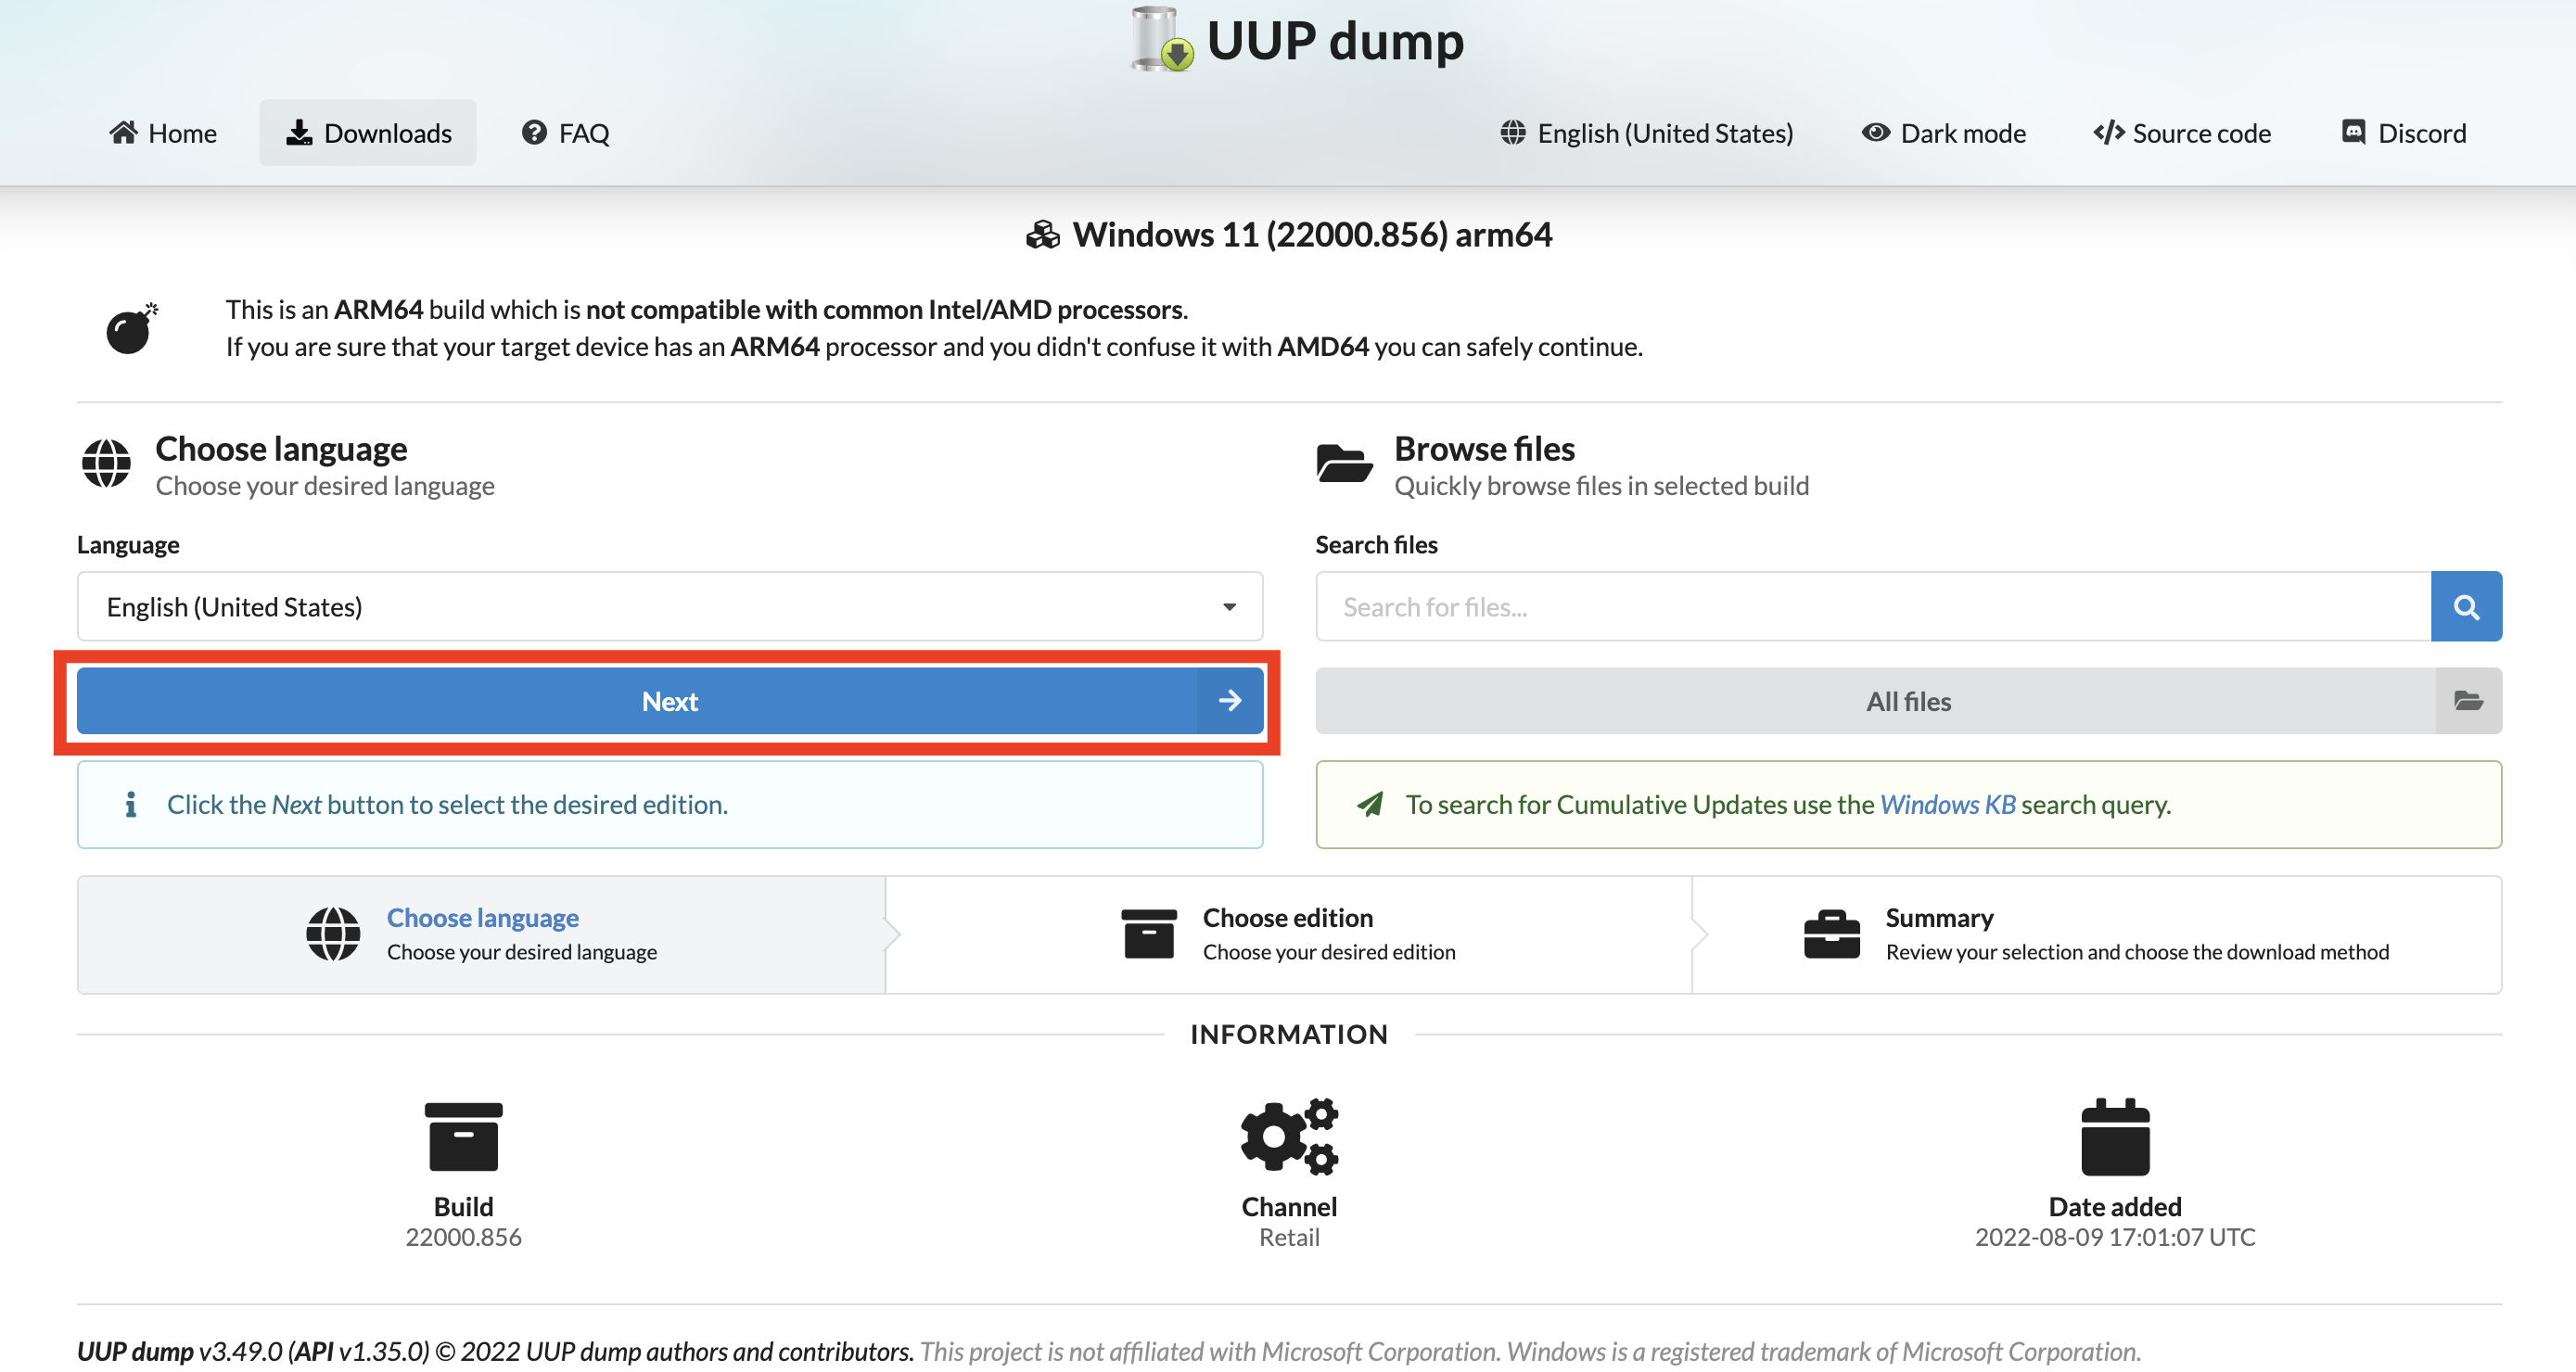 UUP dump
Home
Downloads
FAQ
English (United States)
Dark mode
Source code
Discord
Windows 11 (22000.856) arm64
This is an ARM64 build which is not compatible with common Intel/AMD processors.
If you are sure that your target device has an ARM64 processor and you didn't confuse it with AMD64 you can safely continue.
Choose language
Choose your desired language
Language
English (United States)
Next
Click the Next button to select the desired edition.
Browse files
Quickly browse files in selected build
Search files
Search for files...
All files
To search for Cumulative Updates use the Windows KB search query.
Choose language
Choose your desired language
Choose edition
Choose your desired edition
Summary
Review your selection and choose the download method
INFORMATION
Build
22000.856
Channel
Retail
Date added
2022-08-09 17:01:07 UTC
UUP dump v3.49.0 (API v1.35.0) © 2022 UUP dump authors and contributors. This project is not affiliated with Microsoft Corporation. Windows is a registered trademark of Microsoft Corporation.